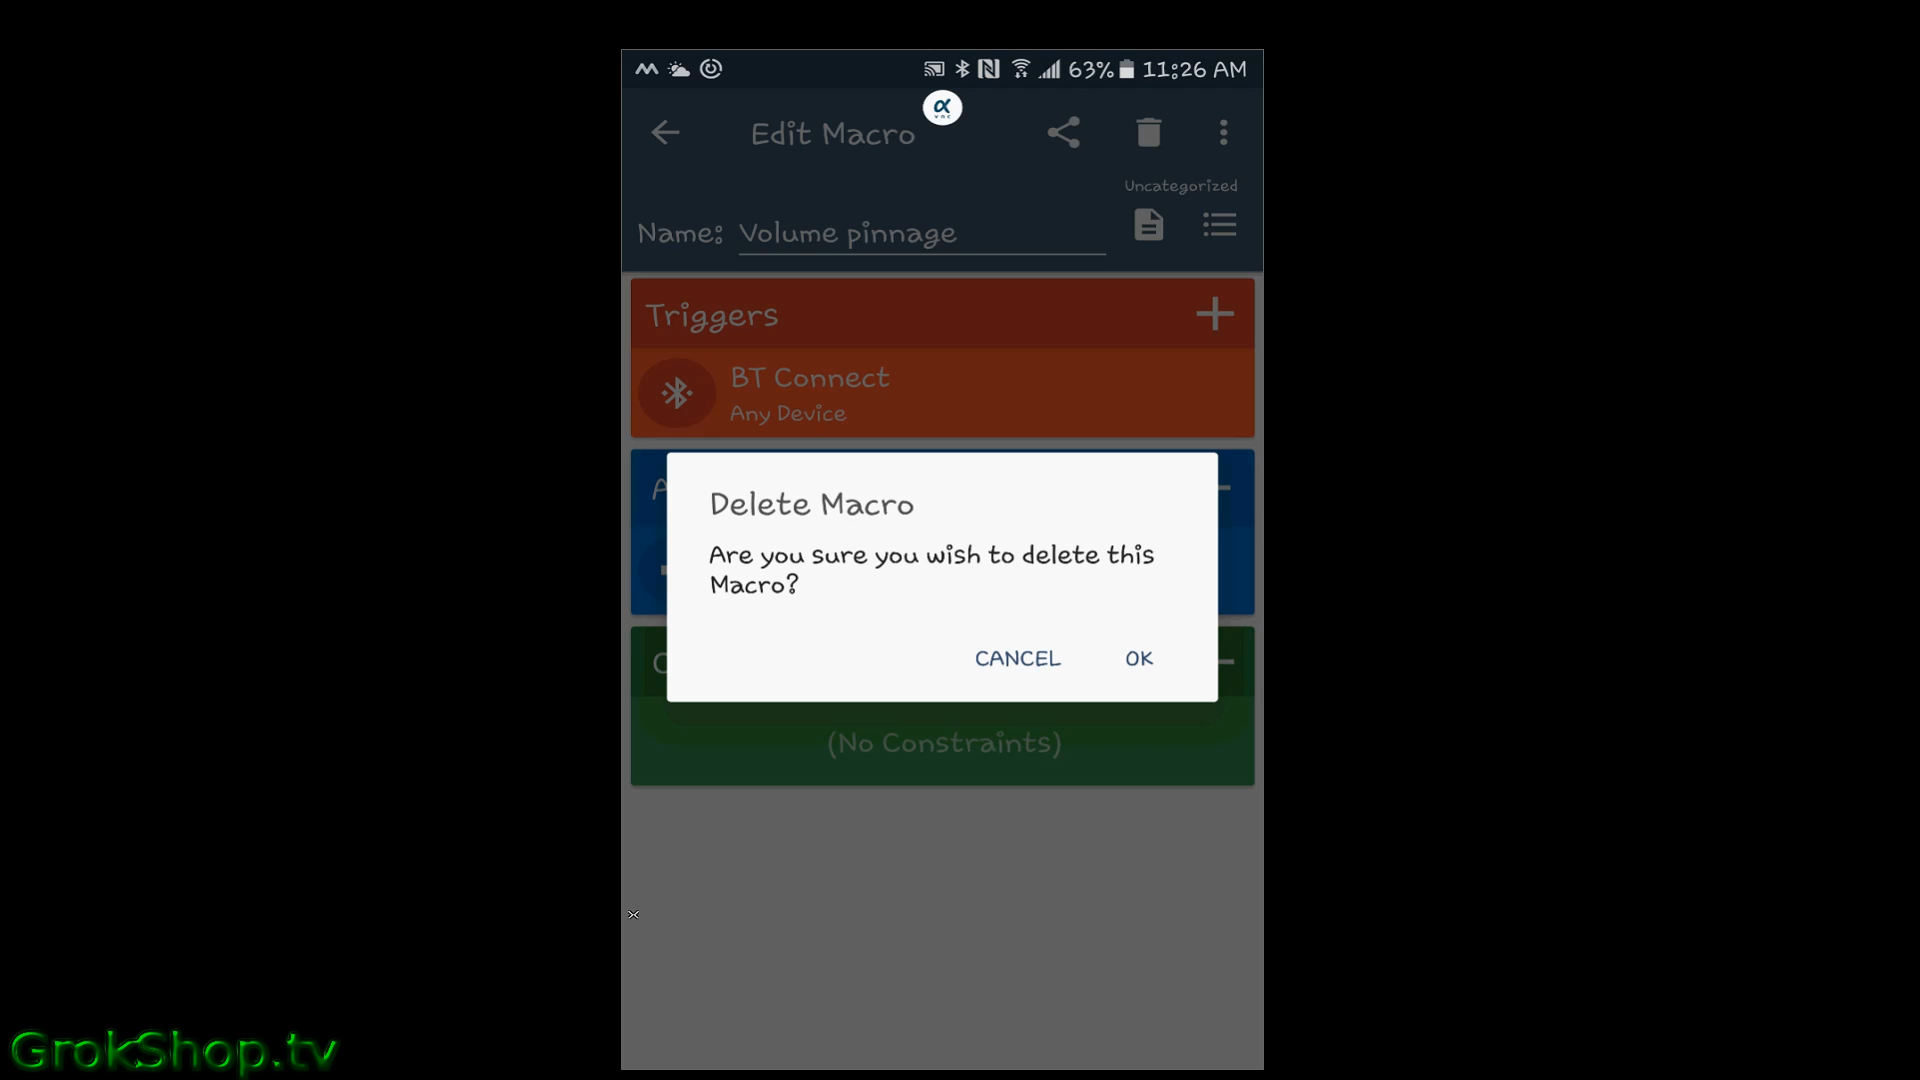 63% 11:26 AM
α
vnc
Edit Macro
Uncategorized
Name: Volume pinnage
Triggers
BT Connect
Any Device
A
Delete Macro
Are you sure you wish to delete this
Macro?
CANCEL OK
C
(No Constraints)
GrokShop.tv